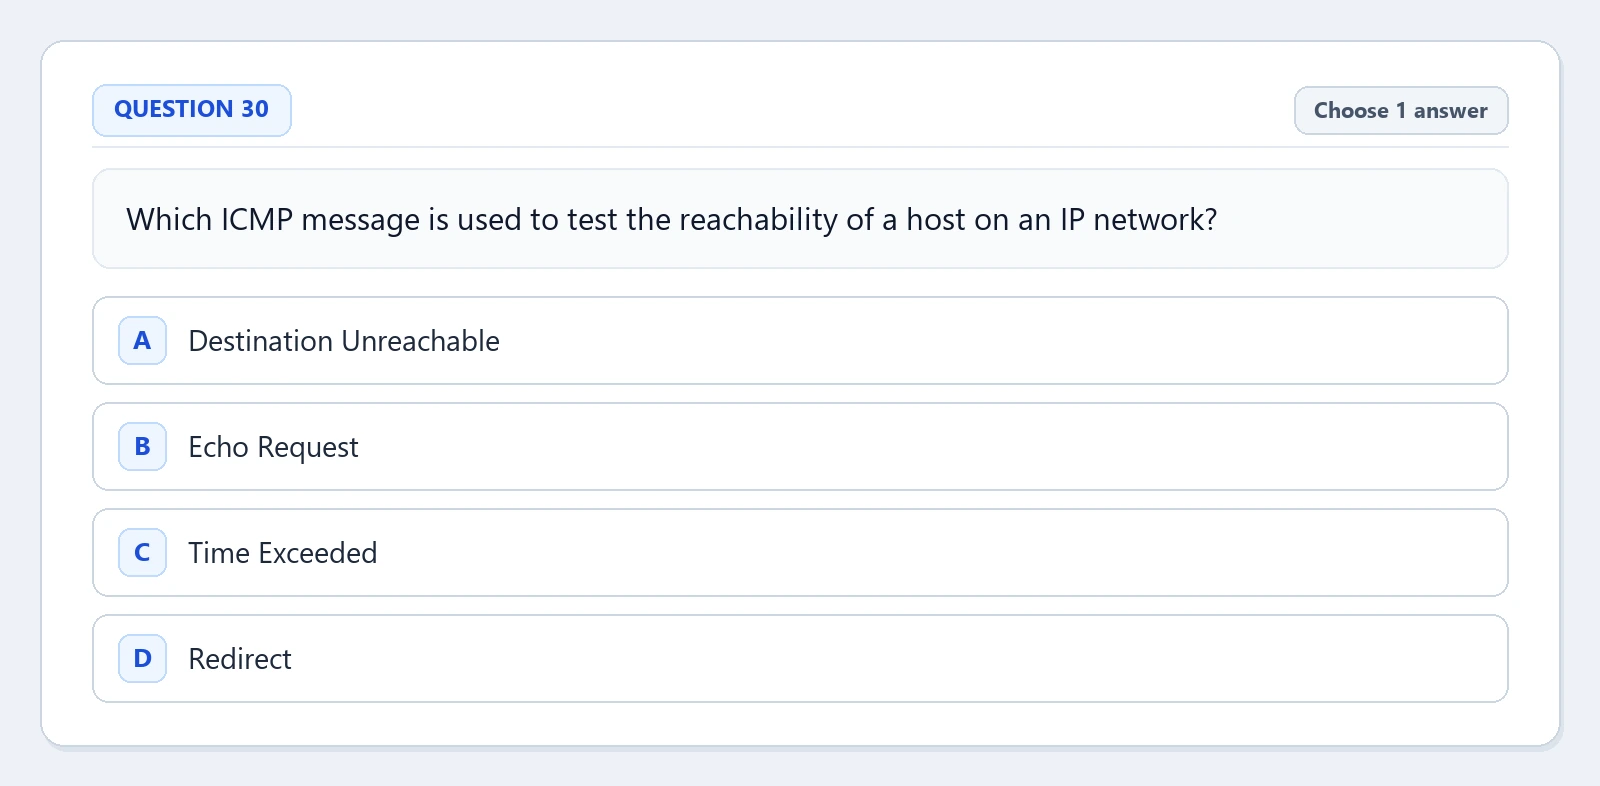 QUESTION 30
Choose 1 answer
Which ICMP message is used to test the reachability of a host on an IP network?
A Destination Unreachable
B Echo Request
C Time Exceeded
D Redirect